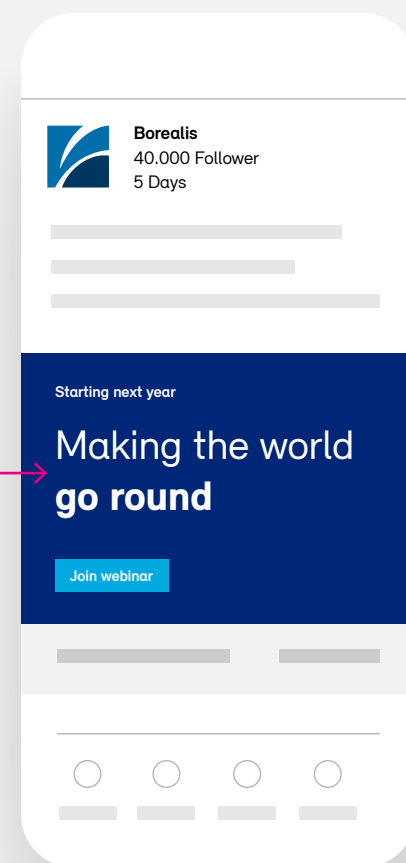 Borealis
40.000 Follower
5 Days
Starting next year
Making the world
go round
Join webinar